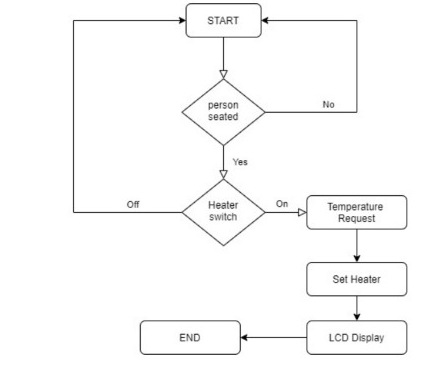 START
person
seated
No
Yes
Off
Heater
switch
On
Temperature
Request
Set Heater
END
LCD Display